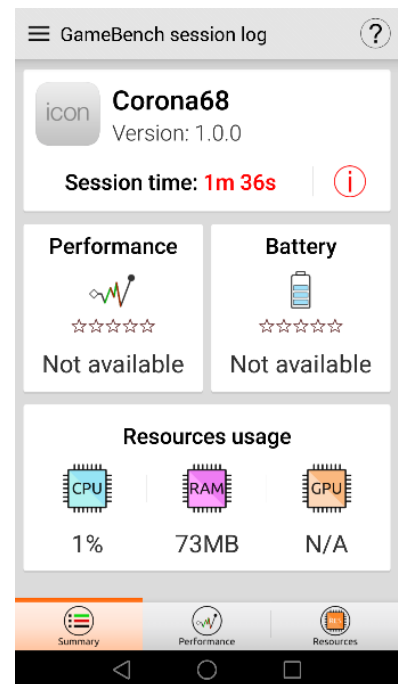 GameBench session log
?
icon
Corona68
Version: 1.0.0
Session time: 1m 36s
i
Performance
Not available
Battery
Not available
Resources usage
CPU
RAM
GPU
1%
73MB
N/A
Summary
Performance
RES
Resources